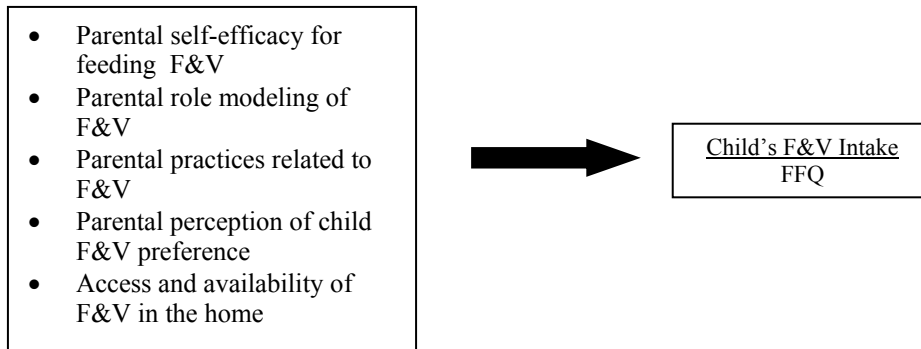 • Parental self-efficacy for
feeding F&V
• Parental role modeling of
F&V
• Parental practices related to
F&V
• Parental perception of child
F&V preference
• Access and availability of
F&V in the home
Child’s F&V Intake
FFQ